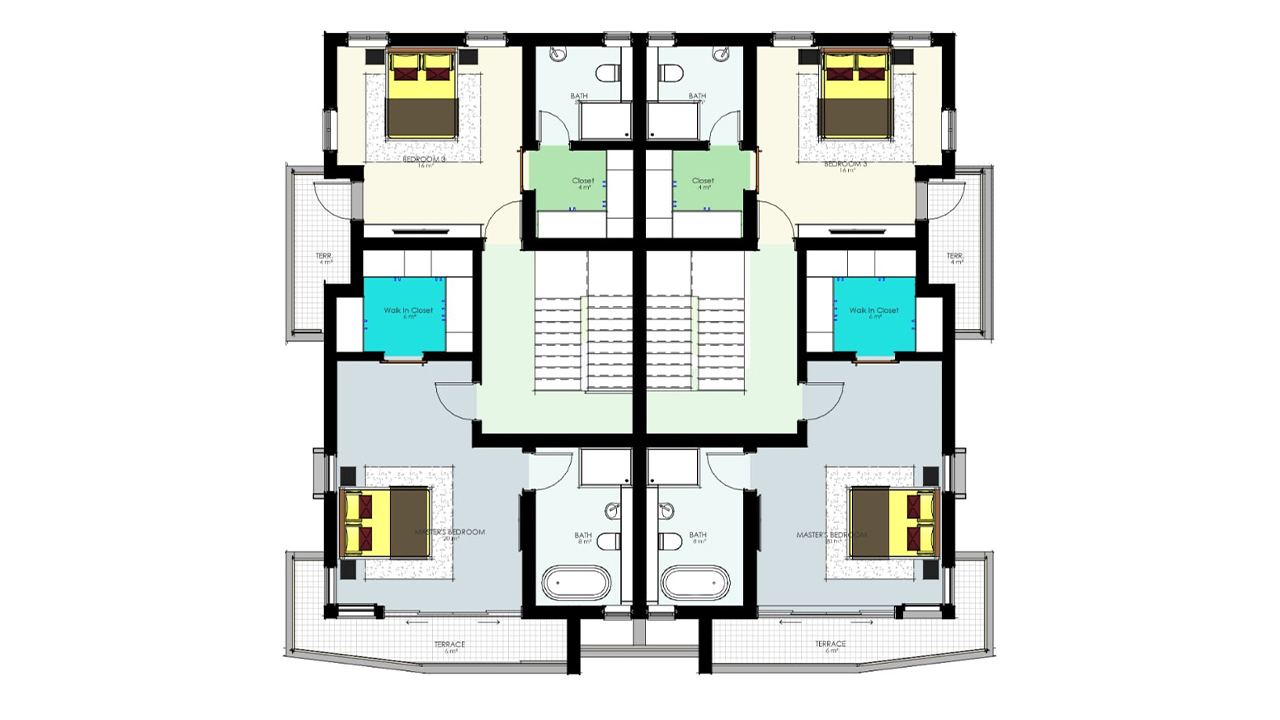 BATH
BATH
BEDROOM 3
16 m²
BEDROOM 3
16 m²
Closet
4 m²
Closet
4 m²
TERR.
4 m²
TERR.
4 m²
Walk In Closet
6 m²
Walk In Closet
6 m²
MASTER'S BEDROOM
20 m²
BATH
8 m²
BATH
8 m²
MASTER'S BEDROOM
20 m²
TERRACE
6 m²
TERRACE
6 m²